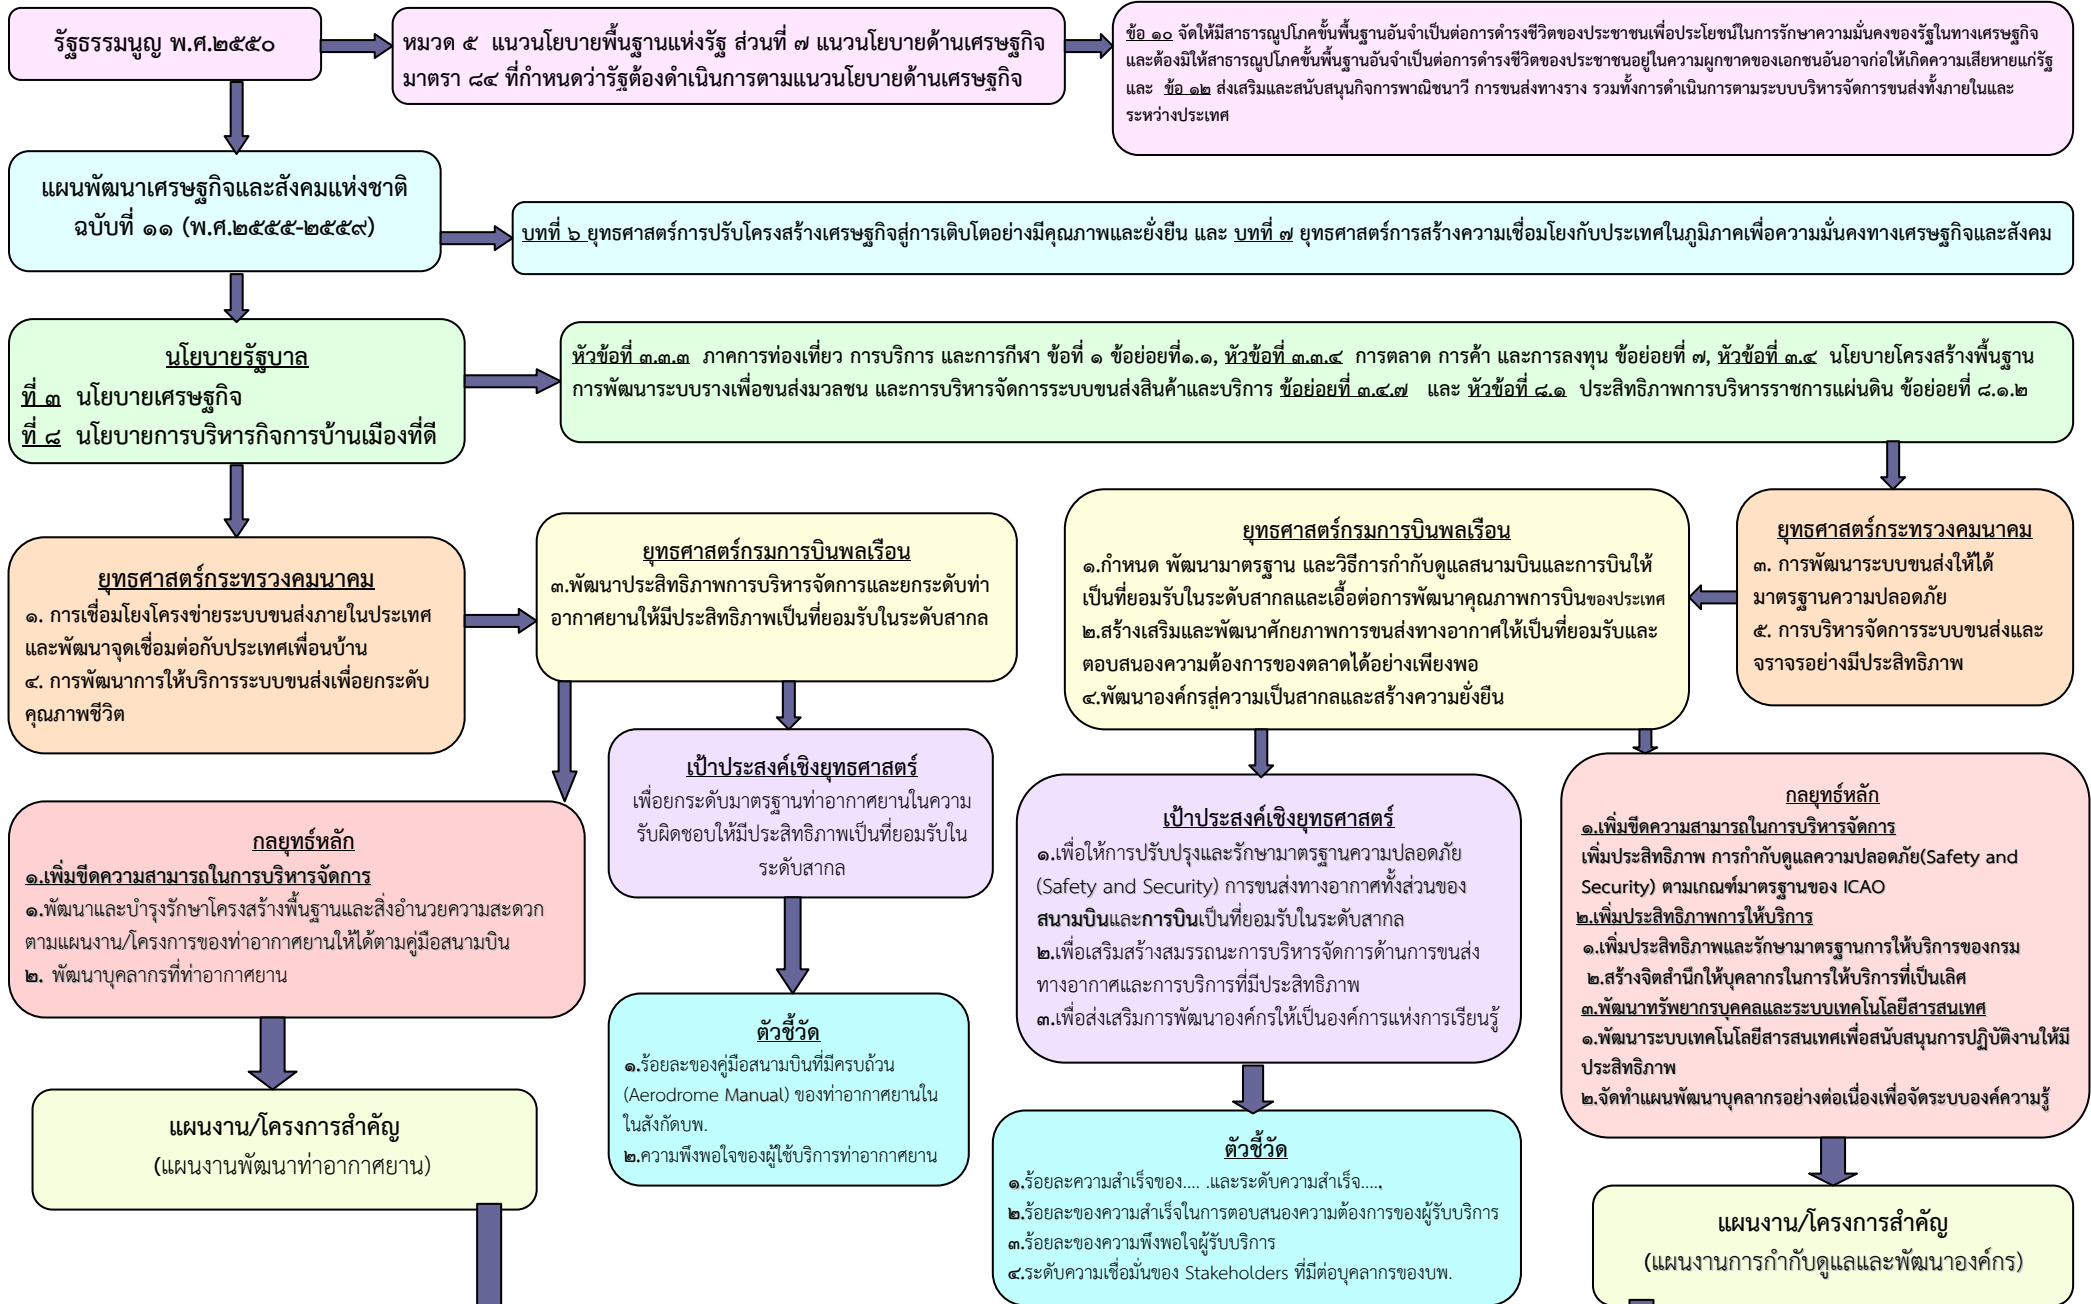 รัฐธรรมนูญ พ.ศ.๒๕๕๐
หมวด ๕ แนวนโยบายพื้นฐานแห่งรัฐ ส่วนที่ ๗ แนวนโยบายด้านเศรษฐกิจ
มาตรา ๘๔ ที่กำหนดว่ารัฐต้องดำเนินการตามแนวนโยบายด้านเศรษฐกิจ
ข้อ ๑๐ จัดให้มีสาธารณูปโภคขั้นพื้นฐานอันจำเป็นต่อการดำรงชีวิตของประชาชนเพื่อประโยชน์ในการรักษาความมั่นคงของรัฐในทางเศรษฐกิจ
และต้องมิให้สาธารณูปโภคขั้นพื้นฐานอันจำเป็นต่อการดำรงชีวิตของประชาชนอยู่ในความผูกขาดของเอกชนอันอาจก่อให้เกิดความเสียหายแก่รัฐ
และ ข้อ ๑๒ ส่งเสริมและสนับสนุนกิจการพาณิชนาวี การขนส่งทางราง รวมทั้งการดำเนินการตามระบบบริหารจัดการขนส่งทั้งภายในและ
ระหว่างประเทศ
แผนพัฒนาเศรษฐกิจและสังคมแห่งชาติ
ฉบับที่ ๑๑ (พ.ศ.๒๕๕๕-๒๕๕๙)
บทที่ ๖ ยุทธศาสตร์การปรับโครงสร้างเศรษฐกิจสู่การเติบโตอย่างมีคุณภาพและยั่งยืน และ บทที่ ๗ ยุทธศาสตร์การสร้างความเชื่อมโยงกับประเทศในภูมิภาคเพื่อความมั่นคงทางเศรษฐกิจและสังคม
นโยบายรัฐบาล
ที่ ๓ นโยบายเศรษฐกิจ
ที่ ๘ นโยบายการบริหารกิจการบ้านเมืองที่ดี
หัวข้อที่ ๓.๓.๓ ภาคการท่องเที่ยว การบริการ และการกีฬา ข้อที่ ๑ ข้อย่อยที่๑.๑, หัวข้อที่ ๓.๓.๔ การตลาด การค้า และการลงทุน ข้อย่อยที่ ๗, หัวข้อที่ ๓.๔ นโยบายโครงสร้างพื้นฐาน
การพัฒนาระบบรางเพื่อขนส่งมวลชน และการบริหารจัดการระบบขนส่งสินค้าและบริการ ข้อย่อยที่ ๓.๔.๗ และ หัวข้อที่ ๘.๑ ประสิทธิภาพการบริหารราชการแผ่นดิน ข้อย่อยที่ ๘.๑.๒
ยุทธศาสตร์กระทรวงคมนาคม
๑. การเชื่อมโยงโครงข่ายระบบขนส่งภายในประเทศ
และพัฒนาจุดเชื่อมต่อกับประเทศเพื่อนบ้าน
๔. การพัฒนาการให้บริการระบบขนส่งเพื่อยกระดับ
คุณภาพชีวิต
ยุทธศาสตร์กรมการบินพลเรือน
๓.พัฒนาประสิทธิภาพการบริหารจัดการและยกระดับท่า
อากาศยานให้มีประสิทธิภาพเป็นที่ยอมรับในระดับสากล
ยุทธศาสตร์กรมการบินพลเรือน
๑.กำหนด พัฒนามาตรฐาน และวิธีการกำกับดูแลสนามบินและการบินให้
เป็นที่ยอมรับในระดับสากลและเอื้อต่อการพัฒนาคุณภาพการบินของประเทศ
๒.สร้างเสริมและพัฒนาศักยภาพการขนส่งทางอากาศให้เป็นที่ยอมรับและ
ตอบสนองความต้องการของตลาดได้อย่างเพียงพอ
๔.พัฒนาองค์กรสู่ความเป็นสากลและสร้างความยั่งยืน
ยุทธศาสตร์กระทรวงคมนาคม
๓. การพัฒนาระบบขนส่งให้ได้
มาตรฐานความปลอดภัย
๕. การบริหารจัดการระบบขนส่งและ
จราจรอย่างมีประสิทธิภาพ
เป้าประสงค์เชิงยุทธศาสตร์
เพื่อยกระดับมาตรฐานท่าอากาศยานในความ
รับผิดชอบให้มีประสิทธิภาพเป็นที่ยอมรับใน
ระดับสากล
เป้าประสงค์เชิงยุทธศาสตร์
๑.เพื่อให้การปรับปรุงและรักษามาตรฐานความปลอดภัย
(Safety and Security) การขนส่งทางอากาศทั้งส่วนของ
สนามบินและการบินเป็นที่ยอมรับในระดับสากล
๒.เพื่อเสริมสร้างสมรรถนะการบริหารจัดการด้านการขนส่ง
ทางอากาศและการบริการที่มีประสิทธิภาพ
๓.เพื่อส่งเสริมการพัฒนาองค์กรให้เป็นองค์การแห่งการเรียนรู้
กลยุทธ์หลัก
๑.เพิ่มขีดความสามารถในการบริหารจัดการ
เพิ่มประสิทธิภาพ การกำกับดูแลความปลอดภัย(Safety and
Security) ตามเกณฑ์มาตรฐานของ ICAO
๒.เพิ่มประสิทธิภาพการให้บริการ
๑.เพิ่มประสิทธิภาพและรักษามาตรฐานการให้บริการของกรม
๒.สร้างจิตสำนึกให้บุคลากรในการให้บริการที่เป็นเลิศ
๓.พัฒนาทรัพยากรบุคคลและระบบเทคโนโลยีสารสนเทศ
๑.พัฒนาระบบเทคโนโลยีสารสนเทศเพื่อสนับสนุนการปฏิบัติงานให้มี
ประสิทธิภาพ
๒.จัดทำแผนพัฒนาบุคลากรอย่างต่อเนื่องเพื่อจัดระบบองค์ความรู้
กลยุทธ์หลัก
๑.เพิ่มขีดความสามารถในการบริหารจัดการ
๑.พัฒนาและบำรุงรักษาโครงสร้างพื้นฐานและสิ่งอำนวยความสะดวก
ตามแผนงาน/โครงการของท่าอากาศยานให้ได้ตามคู่มือสนามบิน
๒. พัฒนาบุคลากรที่ท่าอากาศยาน
ตัวชี้วัด
๑.ร้อยละของคู่มือสนามบินที่มีครบถ้วน
(Aerodrome Manual) ของท่าอากาศยานใน
ในสังกัดบพ.
๒.ความพึงพอใจของผู้ใช้บริการท่าอากาศยาน
แผนงาน/โครงการสำคัญ
(แผนงานพัฒนาท่าอากาศยาน)
ตัวชี้วัด
๑.ร้อยละความสำเร็จของ.... .และระดับความสำเร็จ.....
๒.ร้อยละของความสำเร็จในการตอบสนองความต้องการของผู้รับบริการ
๓.ร้อยละของความพึงพอใจผู้รับบริการ
๔.ระดับความเชื่อมั่นของ Stakeholders ที่มีต่อบุคลากรของบพ.
แผนงาน/โครงการสำคัญ
(แผนงานการกำกับดูแลและพัฒนาองค์กร)